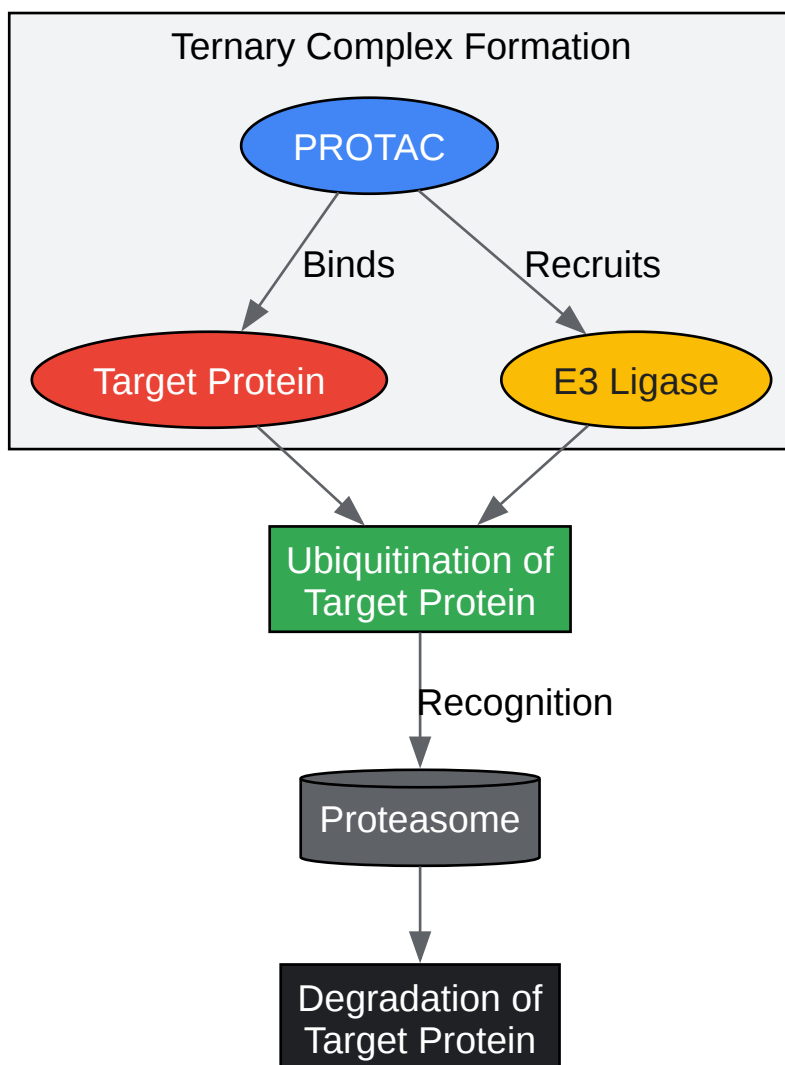 Ternary Complex Formation
PROTAC
Binds
Recruits
Target Protein
E3 Ligase
Ubiquitination of
Target Protein
Recognition
Proteasome
Degradation of
Target Protein